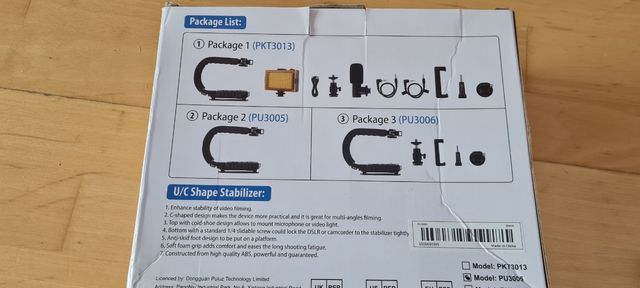 Package List:
① Package 1 (PKT3013)
② Package 2 (PU3005)
③ Package 3 (PU3006)
U/C Shape Stabilizer:
1. Enhance stability of video filming.
2. C-shaped design makes the device more practical and it is great for multi-angles filming.
3. Top with cold-shoe design allows to mount microphone or video light.
4. Bottom with a standard 1/4 slidable screw could lock the DSLR or camcorder to the stabilizer tightly
5. Anti-skid foot design to be put on a platform.
6. Soft foam grip adds comfort and eases the long shooting fatigue.
7. Constructed from high quality ABS, powerful and guaranteed.
Made in China
Model: PKT3013
Model: PU3005
Licenced by: Dongguan Puluz Technology Limited
UK REP